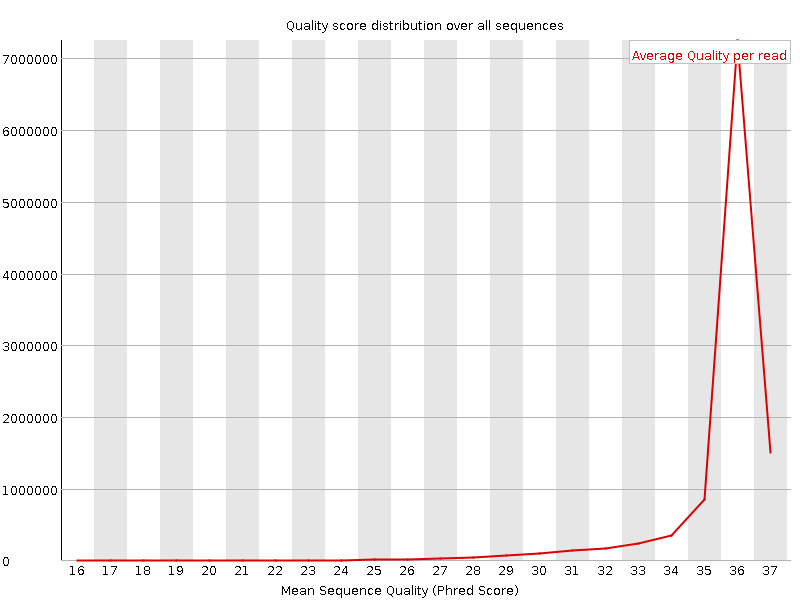 Quality score distribution over all sequences
Average Quality per read
7000000
6000000
5000000
4000000
3000000
2000000
1000000
0
16 17 18 19 20 21 22 23 24 25 26 27 28 29 30 31 32 33 34 35 36 37
Mean Sequence Quality (Phred Score)